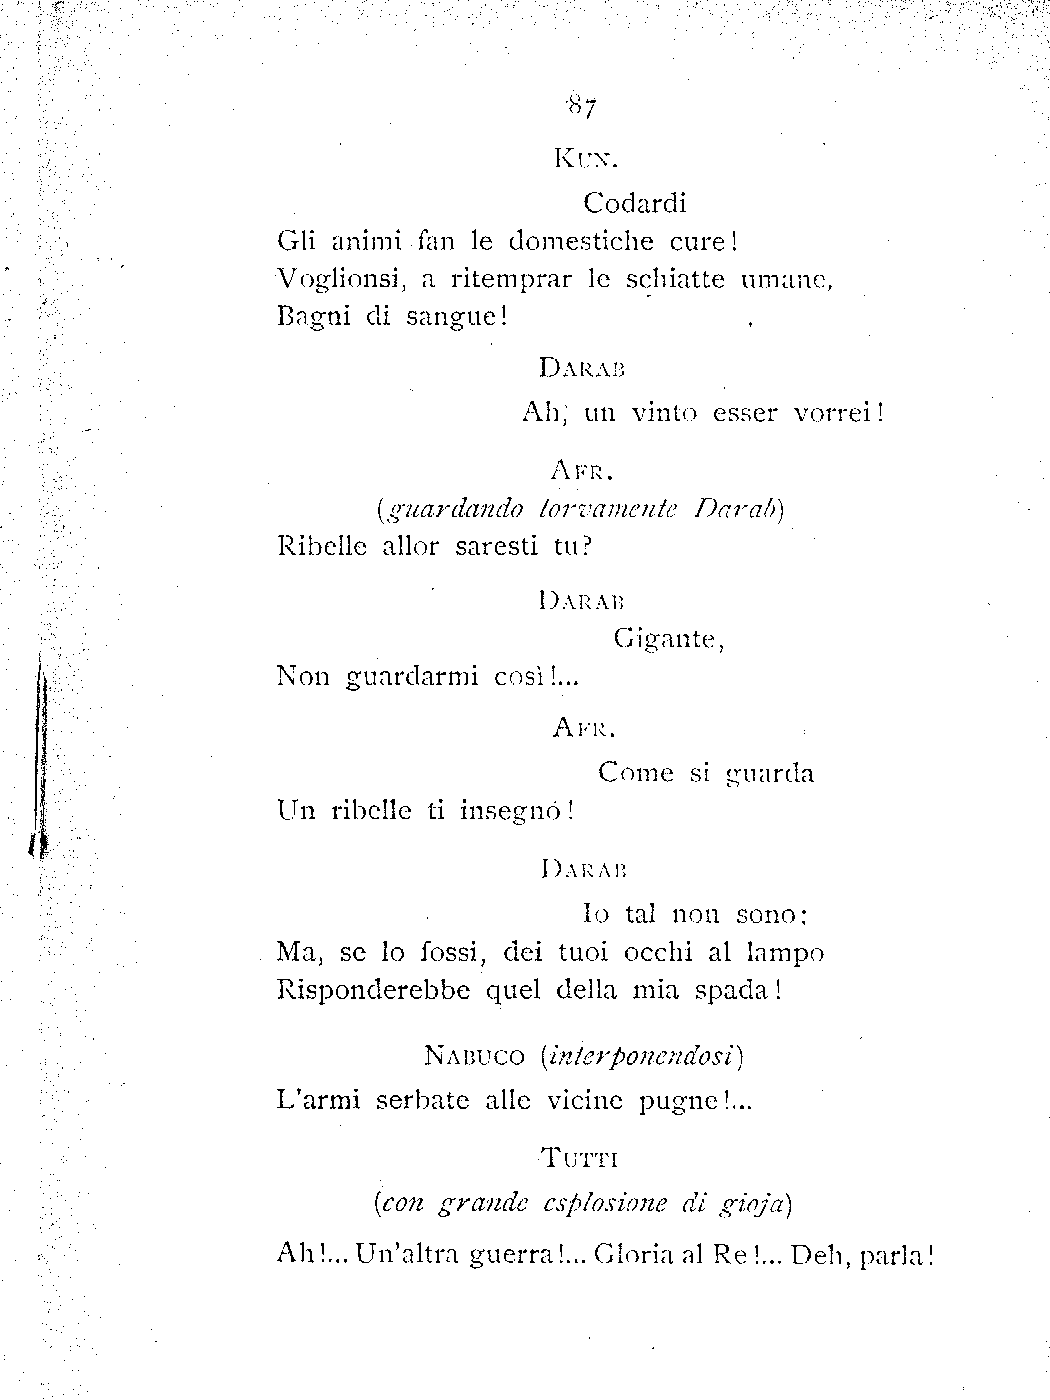 87
KUN.
Codardi
Gli animi fan le domestiche cure!
Voglionsi, a ritemprar le schiatte umane,
Bagni di sangue!
DARAB
Ah, un vinto esser vorrei!
AFR.
(guardando torvamente Darab)
Ribelle allor saresti tu?
DARAB
Gigante,
Non guardarmi così!...
AFR.
Come si guarda
Un ribelle ti insegnò!
DARAB
Io tal non sono:
Ma, se lo fossi, dei tuoi occhi al lampo
Risponderebbe quel della mia spada!
NABUCO (interponendosi)
L'armi serbate alle vicine pugne!...
TUTTI
(con grande esplosione di gioja)
Ah!... Un'altra guerra!... Gloria al Re!... Deh, parla!